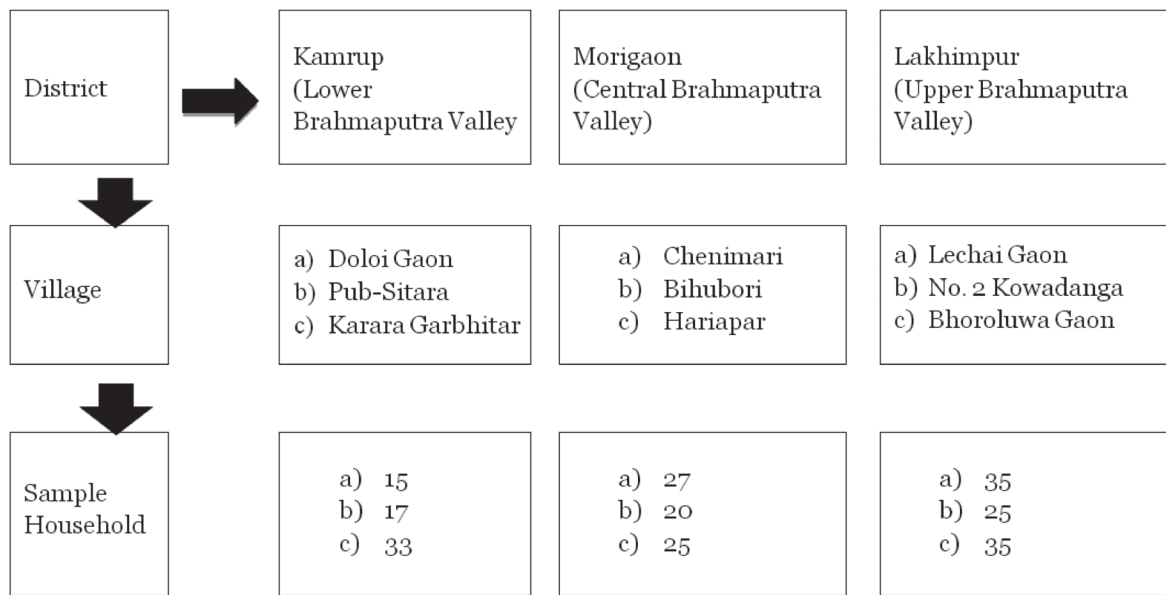 District
Kamrup
(Lower
Brahmaputra Valley
Morigaon
(Central Brahmaputra
Valley)
Lakhimpur
(Upper Brahmaputra
Valley)
Village
a) Doloi Gaon
b) Pub-Sitara
c) Karara Garbhitar
a) Chenimari
b) Bihubori
c) Hariapar
a) Lechai Gaon
b) No. 2 Kowadanga
c) Bhoroluwa Gaon
Sample
Household
a) 15
b) 17
c) 33
a) 27
b) 20
c) 25
a) 35
b) 25
c) 35